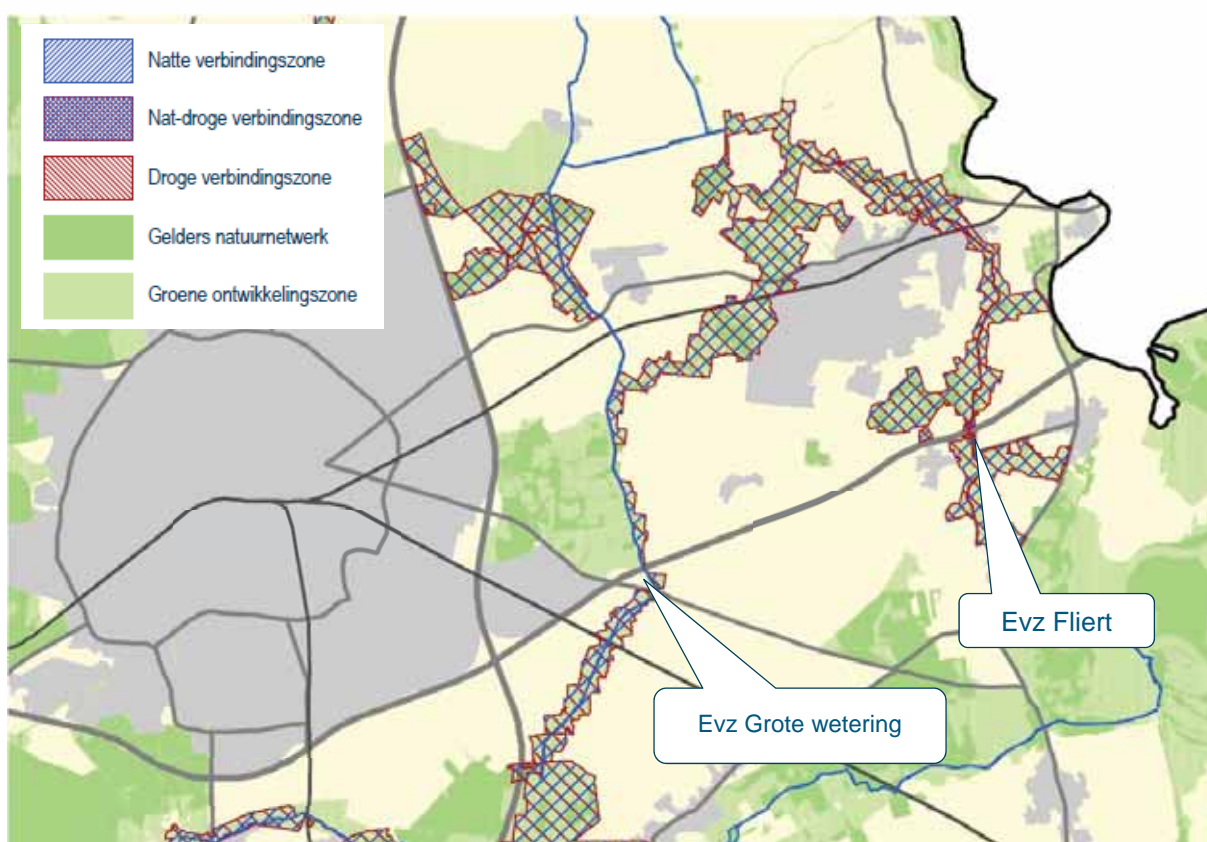 Natte verbindingszone
Nat-droge verbindingszone
Droge verbindingszone
Gelders natuurnetwerk
Groene ontwikkelingszone
Evz Fliert
Evz Grote wetering